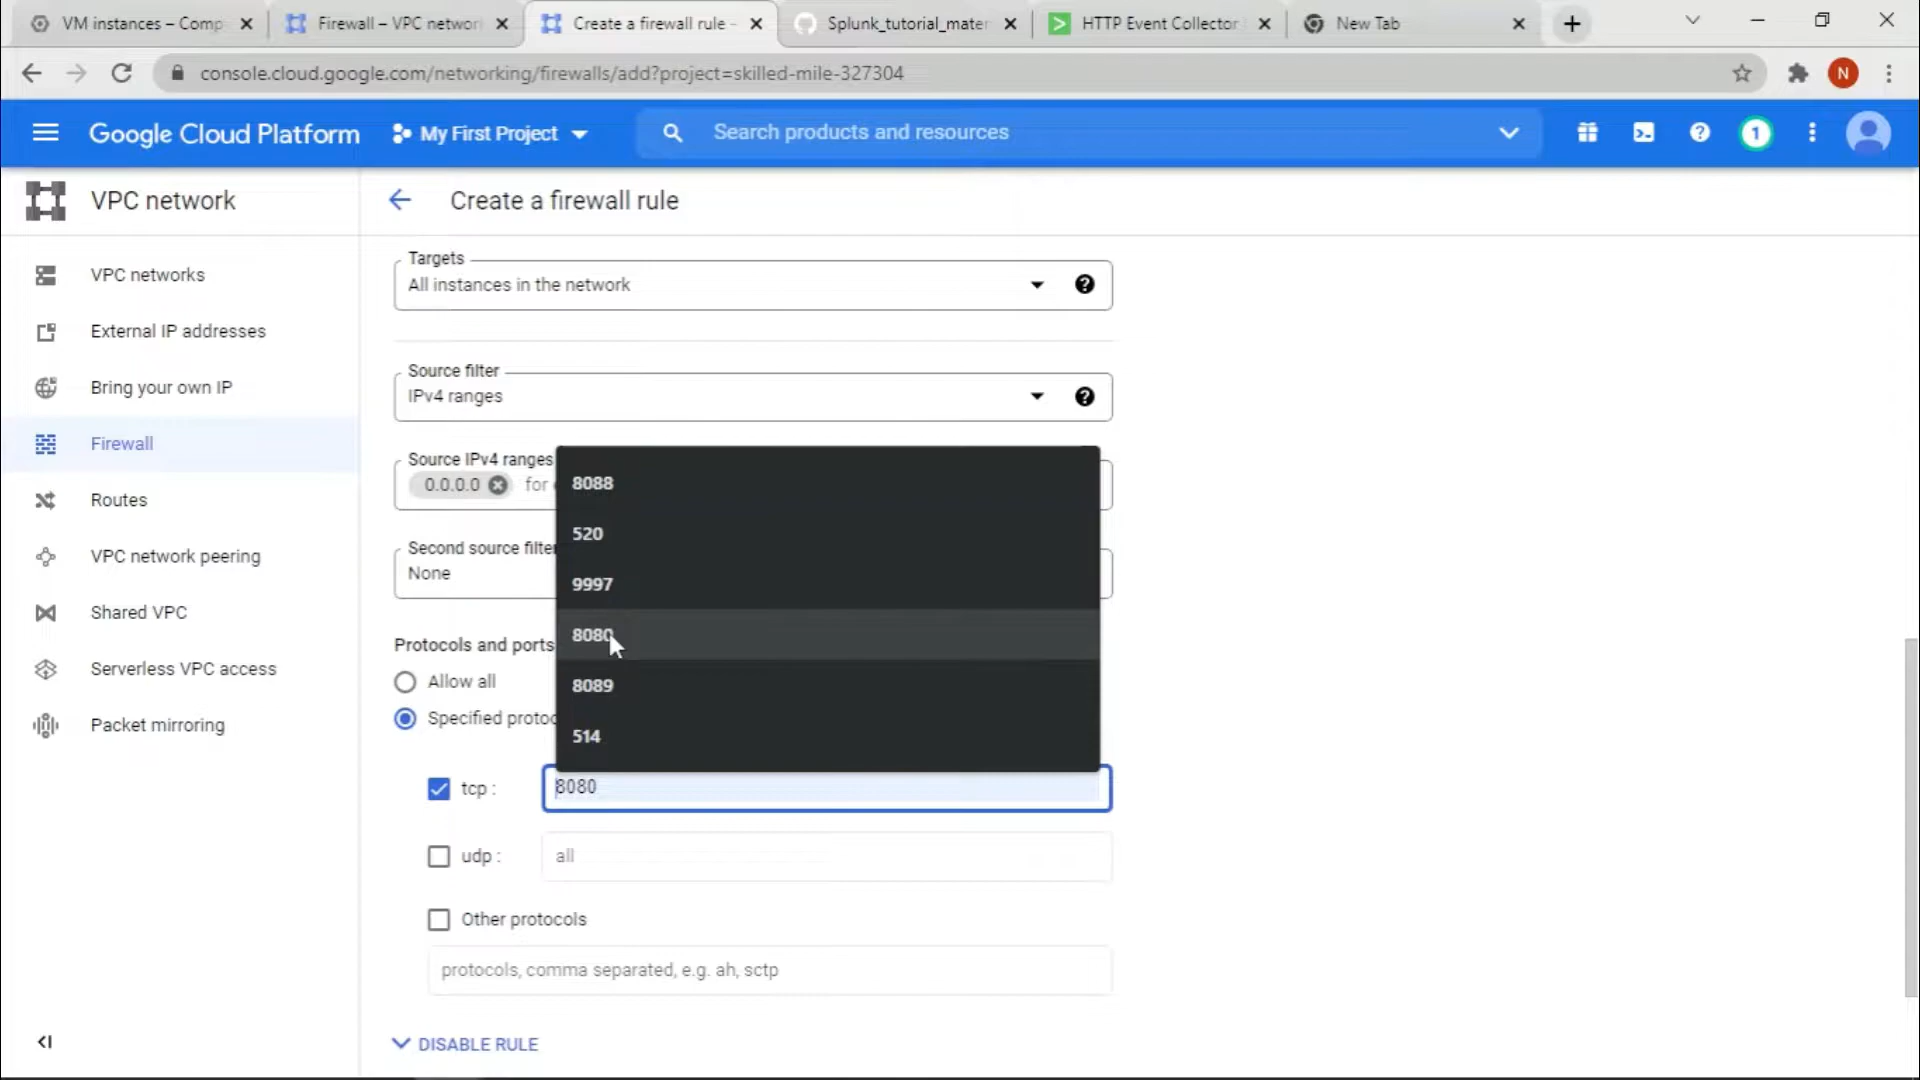 VM instances – Comp
Firewall – VPC networ
Create a firewall rule –
Splunk_tutorial_mater
HTTP Event Collector
New Tab
console.cloud.google.com/networking/firewalls/add?project=skilled-mile-327304
N
Google Cloud Platform
My First Project
Search products and resources
1
VPC network
Create a firewall rule
VPC networks
External IP addresses
Bring your own IP
Firewall
Routes
VPC network peering
Shared VPC
Serverless VPC access
Packet mirroring
Targets
All instances in the network
Source filter
IPv4 ranges
Source IPv4 ranges
0.0.0.0 for
Second source filter
None
8088
520
9997
8080
8089
514
Protocols and ports
Allow all
Specified protoc
tcp :
8080
udp :
all
Other protocols
protocols, comma separated, e.g. ah, sctp
DISABLE RULE